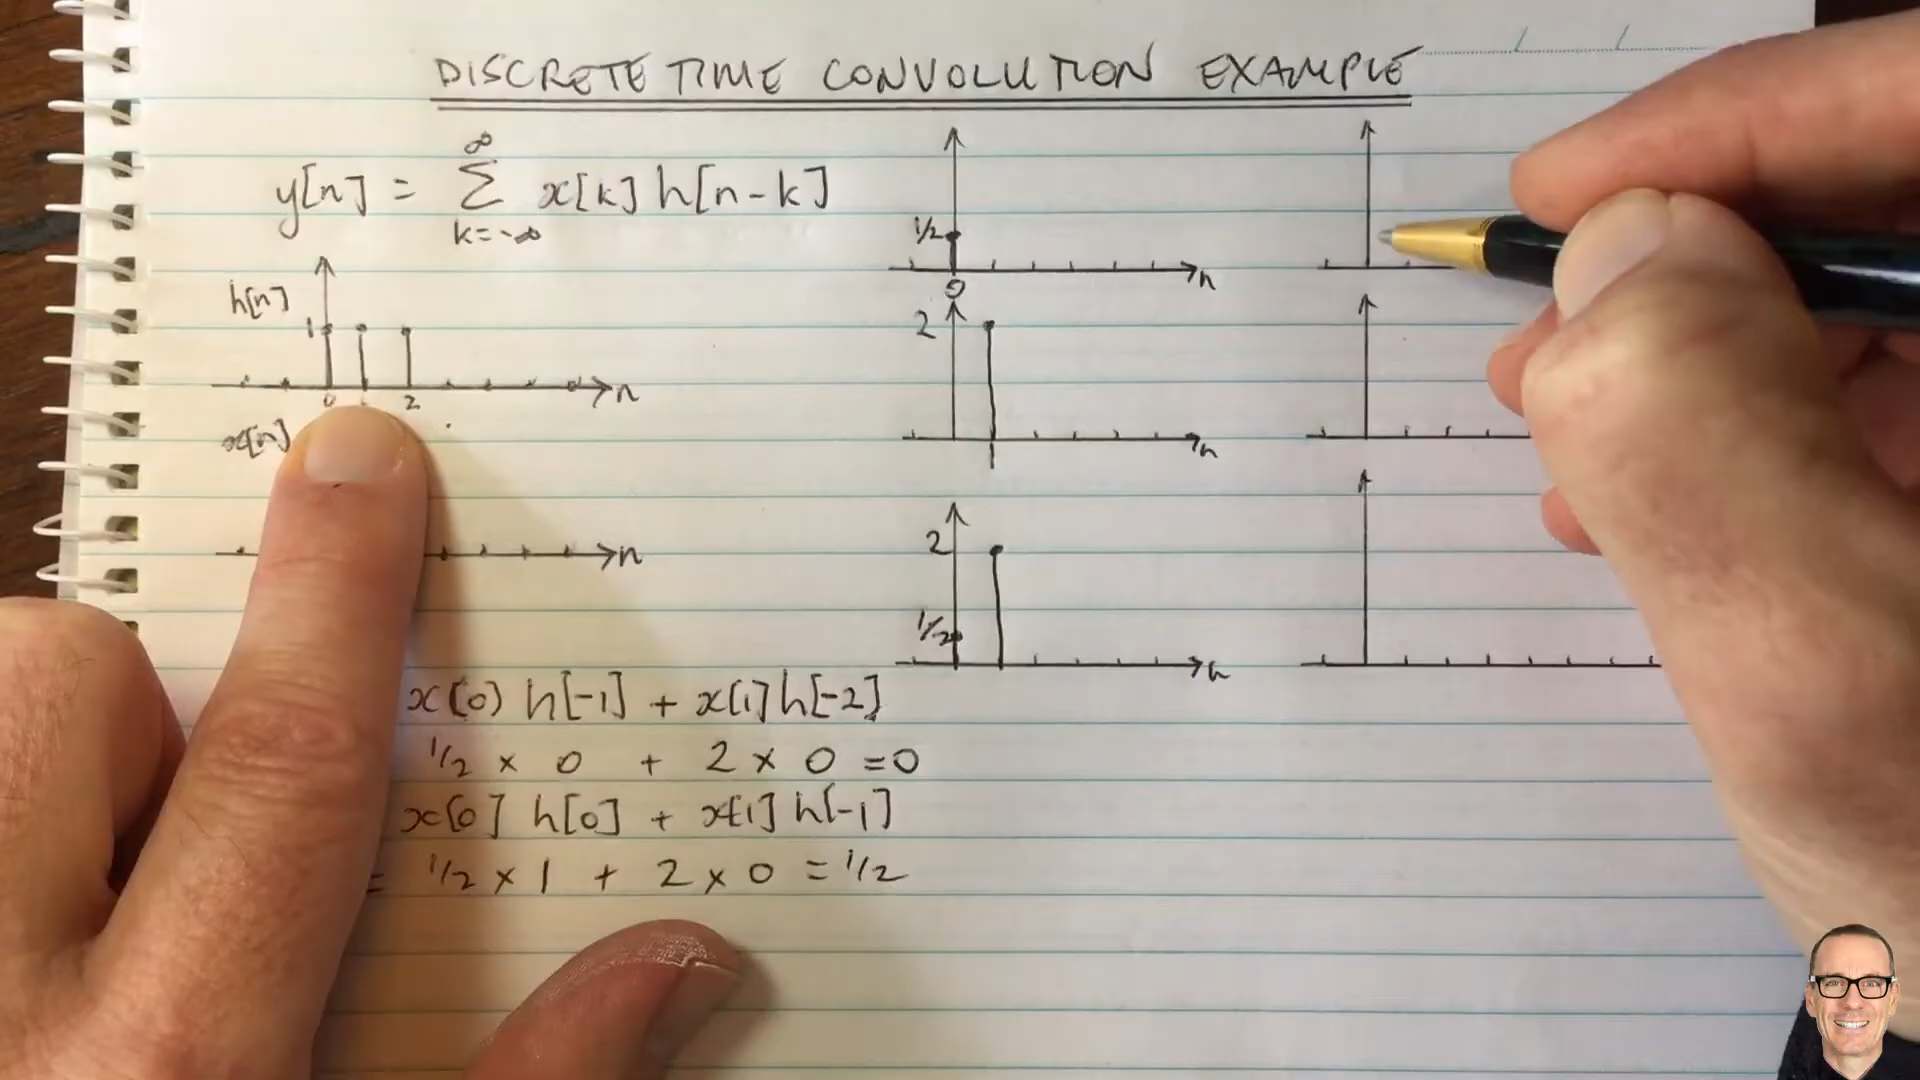 DISCRETE TIME CONVOLUTION EXAMPLE
y[n] = ∞ Σ k=-∞ x[k] h[n-k]
h[n]
1
0 2
n
x[n]
n
x[0] h[-1] + x[1] h[-2]
1/2 × 0 + 2 × 0 = 0
x[0] h[0] + x[1] h[-1]
= 1/2 × 1 + 2 × 0 = 1/2
1/2
n
0
2
n
2
1/2
n